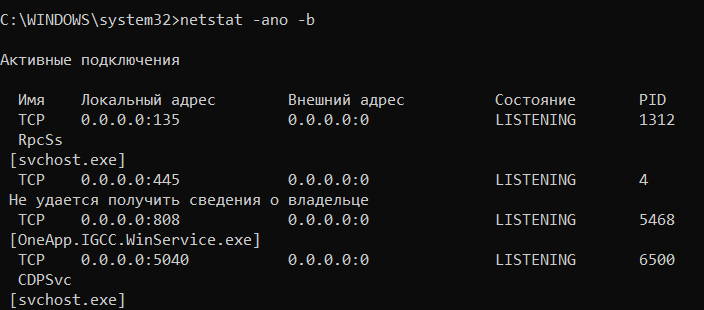 C:\WINDOWS\system32>netstat -ano -b
Активные подключения
Имя Локальный адрес Внешний адрес Состояние PID
TCP 0.0.0.0:135 0.0.0.0:0 LISTENING 1312
RpcSs
[svchost.exe]
TCP 0.0.0.0:445 0.0.0.0:0 LISTENING 4
Не удается получить сведения о владельце
TCP 0.0.0.0:808 0.0.0.0:0 LISTENING 5468
[OneApp.IGCC.WinService.exe]
TCP 0.0.0.0:5040 0.0.0.0:0 LISTENING 6500
CDPSvc
[svchost.exe]